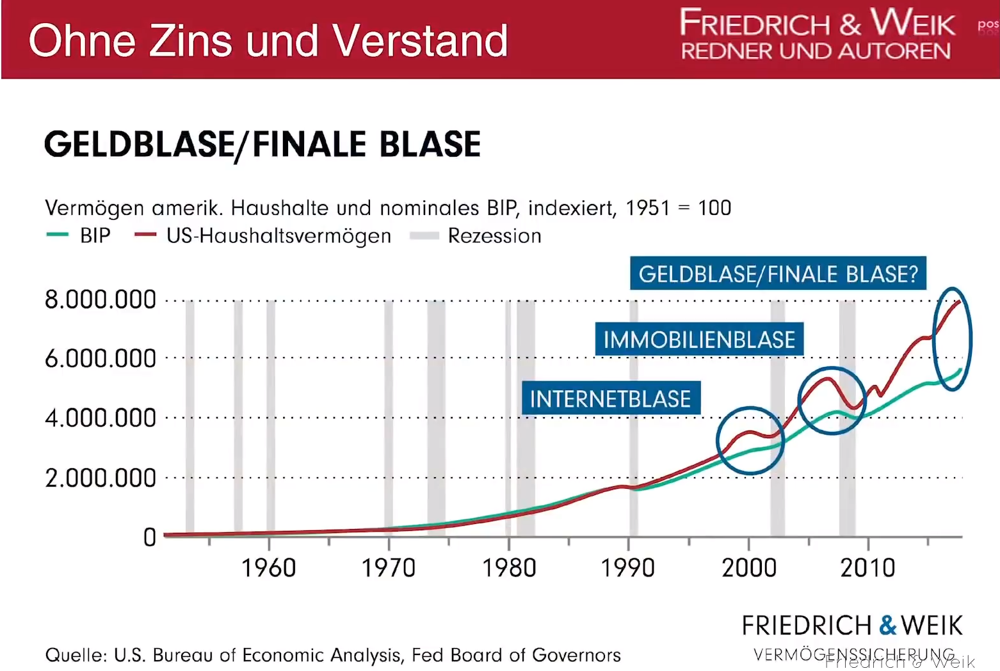 Ohne Zins und Verstand
FRIEDRICH & WEIK
REDNER UND AUTOREN
pos
GELDBLASE/FINALE BLASE
Vermögen amerik. Haushalte und nominales BIP, indexiert, 1951 = 100
BIP US-Haushaltsvermögen Rezession
GELDBLASE/FINALE BLASE?
8.000.000
IMMOBILIENBLASE
6.000.000
INTERNETBLASE
4.000.000
2.000.000
0
1960 1970 1980 1990 2000 2010
FRIEDRICH & WEIK
VERMÖGENSSICHERUNG
Quelle: U.S. Bureau of Economic Analysis, Fed Board of Governors
Friedrich & Weik